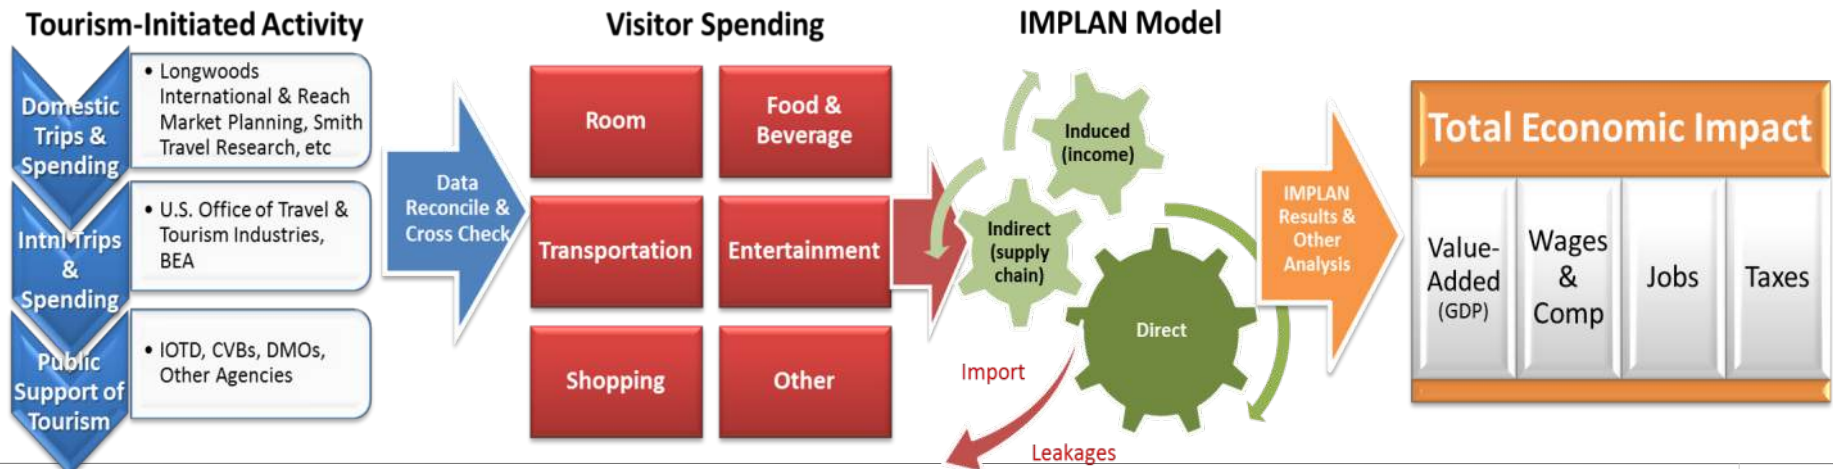 Tourism-Initiated Activity
Domestic
Trips &
Spending
• Longwoods
International & Reach
Market Planning, Smith
Travel Research, etc
Intnl Trips
&
Spending
• U.S. Office of Travel &
Tourism Industries,
BEA
Public
Support of
Tourism
• IOTD, CVBs, DMOs,
Other Agencies
Data
Reconcile &
Cross Check
Visitor Spending
Room
Food &
Beverage
Transportation
Entertainment
Shopping
Other
IMPLAN Model
Induced
(income)
Indirect
(supply
chain)
Direct
Import
Leakages
IMPLAN
Results &
Other
Analysis
Total Economic Impact
Value-
Added
(GDP)
Wages
&
Comp
Jobs
Taxes